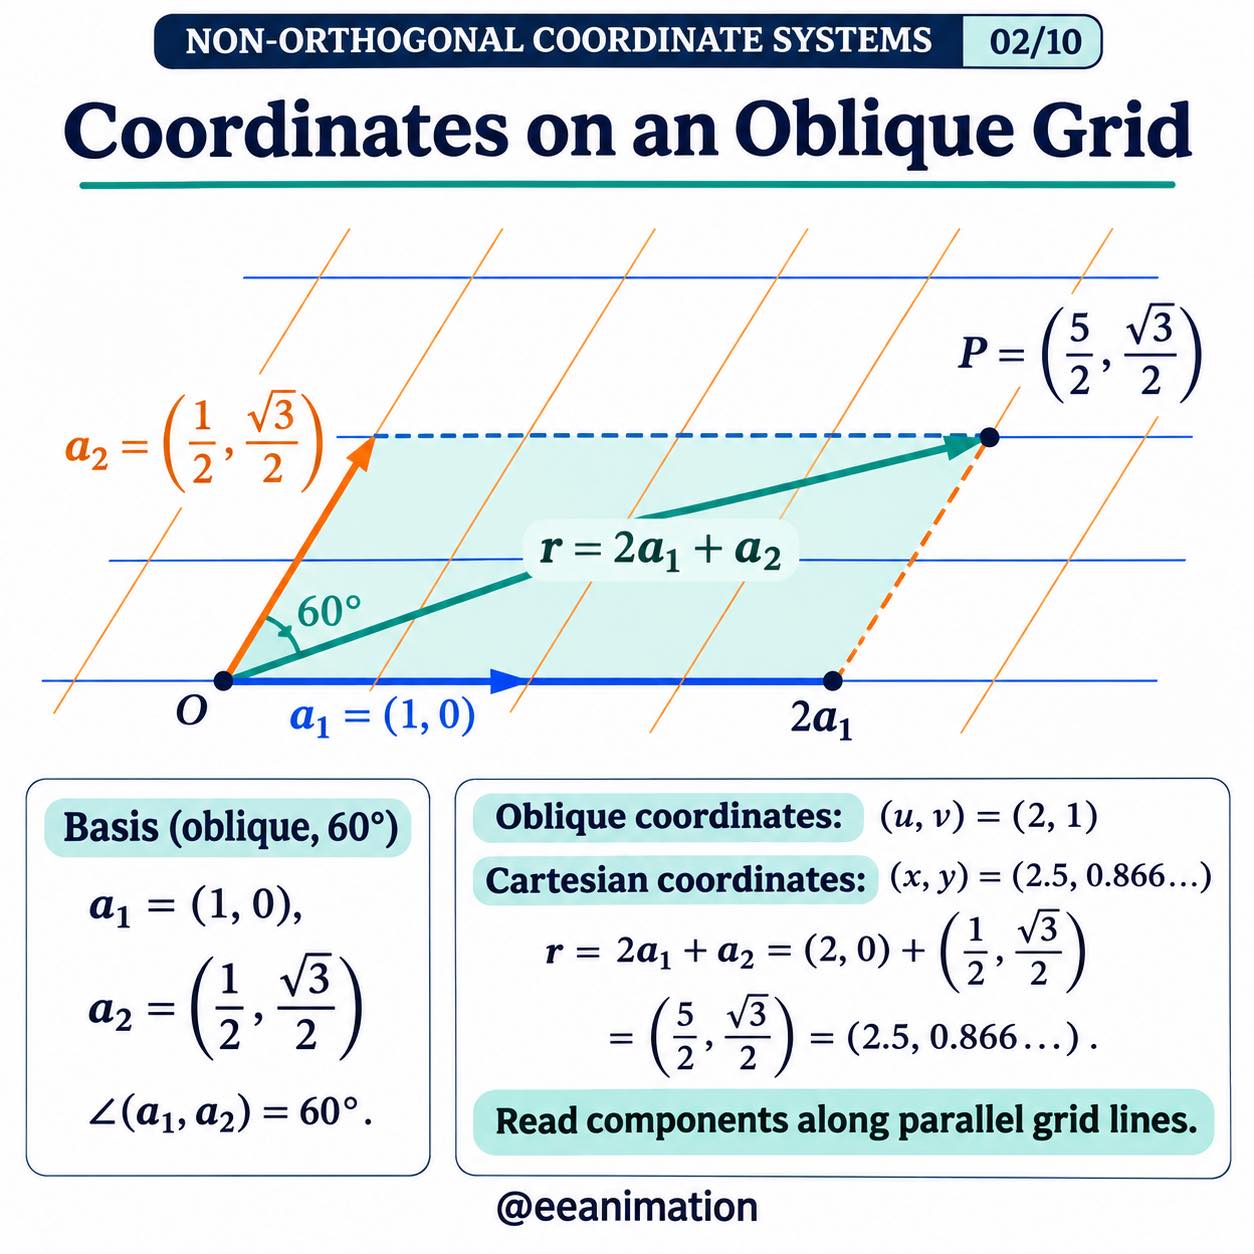 NON-ORTHOGONAL COORDINATE SYSTEMS 02/10
Coordinates on an Oblique Grid
P = (5/2, √3/2)
a₂ = (1/2, √3/2)
r = 2a₁ + a₂
60°
O
a₁ = (1, 0)
2a₁
Basis (oblique, 60°)
a₁ = (1, 0),
a₂ = (1/2, √3/2)
∠(a₁, a₂) = 60°.
Oblique coordinates: (u, v) = (2, 1)
Cartesian coordinates: (x, y) = (2.5, 0.866...)
r = 2a₁ + a₂ = (2, 0) + (1/2, √3/2)
= (5/2, √3/2) = (2.5, 0.866...) .
Read components along parallel grid lines.
@eeanimation